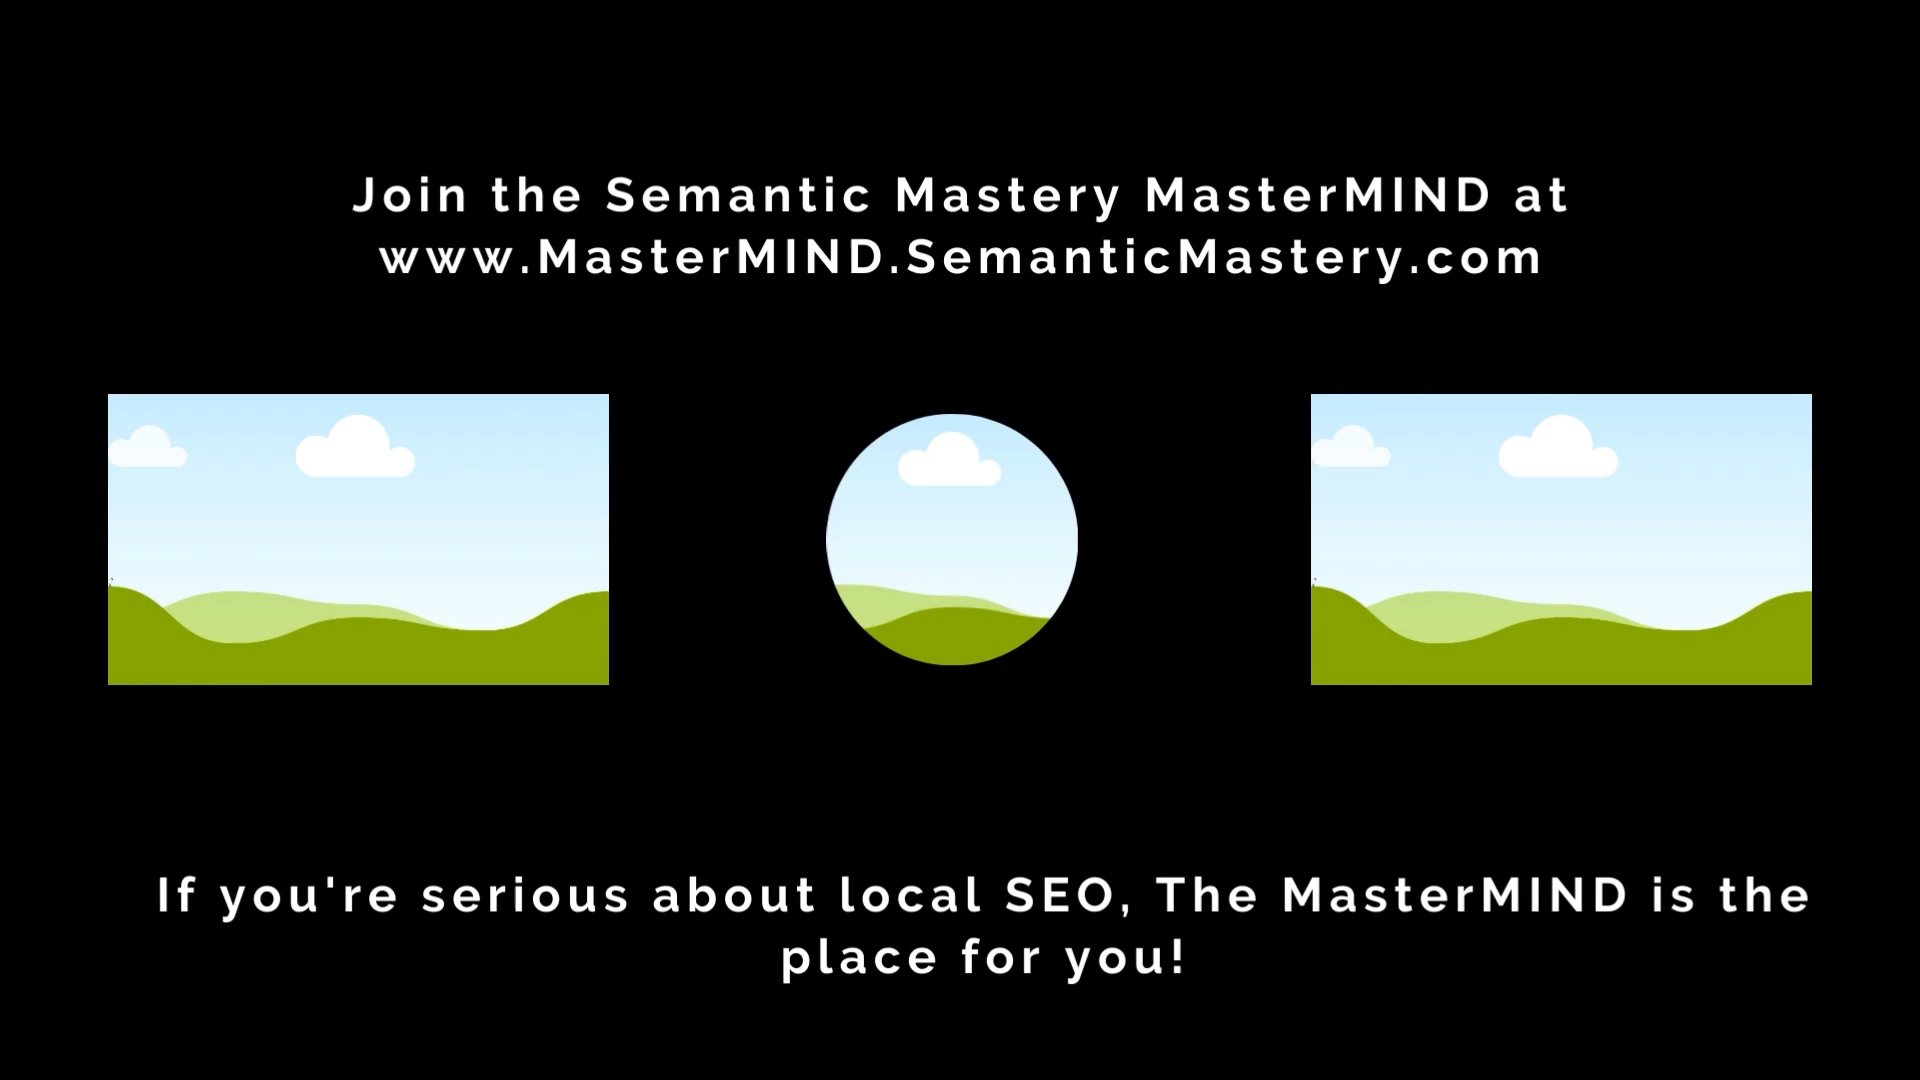 Join the Semantic Mastery MasterMIND at
www.MasterMIND.SemanticMastery.com
If you're serious about local SEO, The MasterMIND is the
place for you!